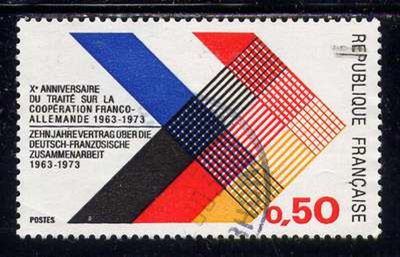 Xe ANNIVERSAIRE
DU TRAITÉ SUR LA
COOPÉRATION FRANCO-
ALLEMANDE 1963-1973
ZEHN JAHRE VERTRAG ÜBER DIE
DEUTSCH-FRANZÖSISCHE
ZUSAMMENARBEIT
1963-1973
POSTES
0,50
REPUBLIQUE FRANÇAISE